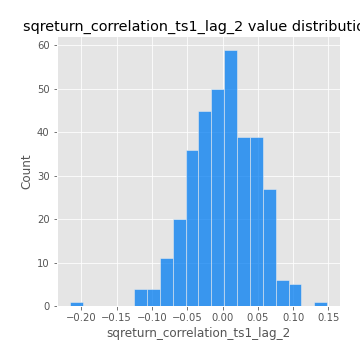 sqreturn_correlation_ts1_lag_2 value distributio
60
50
40
30
20
10
0
Count
−0.20 −0.15 −0.10 −0.05 0.00 0.05 0.10 0.15
sqreturn_correlation_ts1_lag_2